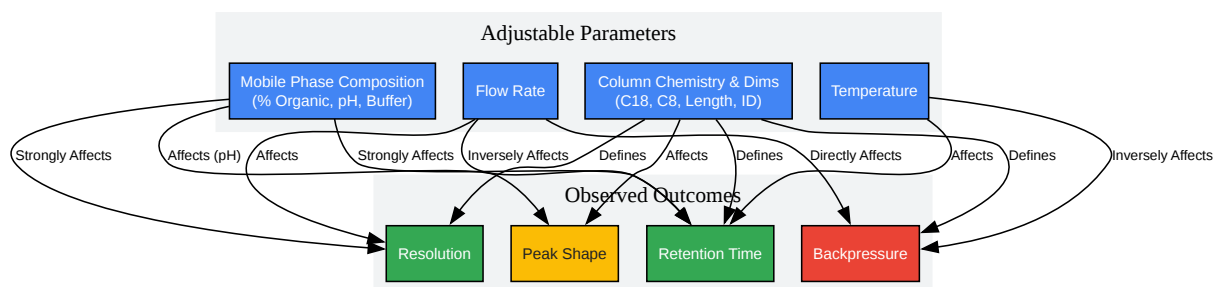 Adjustable Parameters
Mobile Phase Composition
(% Organic, pH, Buffer)
Flow Rate
Column Chemistry & Dims
(C18, C8, Length, ID)
Temperature
Strongly Affects
Affects (pH)
Affects
Strongly Affects
Inversely Affects
Defines
Affects
Defines
Directly Affects
Affects
Defines
Inversely Affects
Observed Outcomes
Resolution
Peak Shape
Retention Time
Backpressure